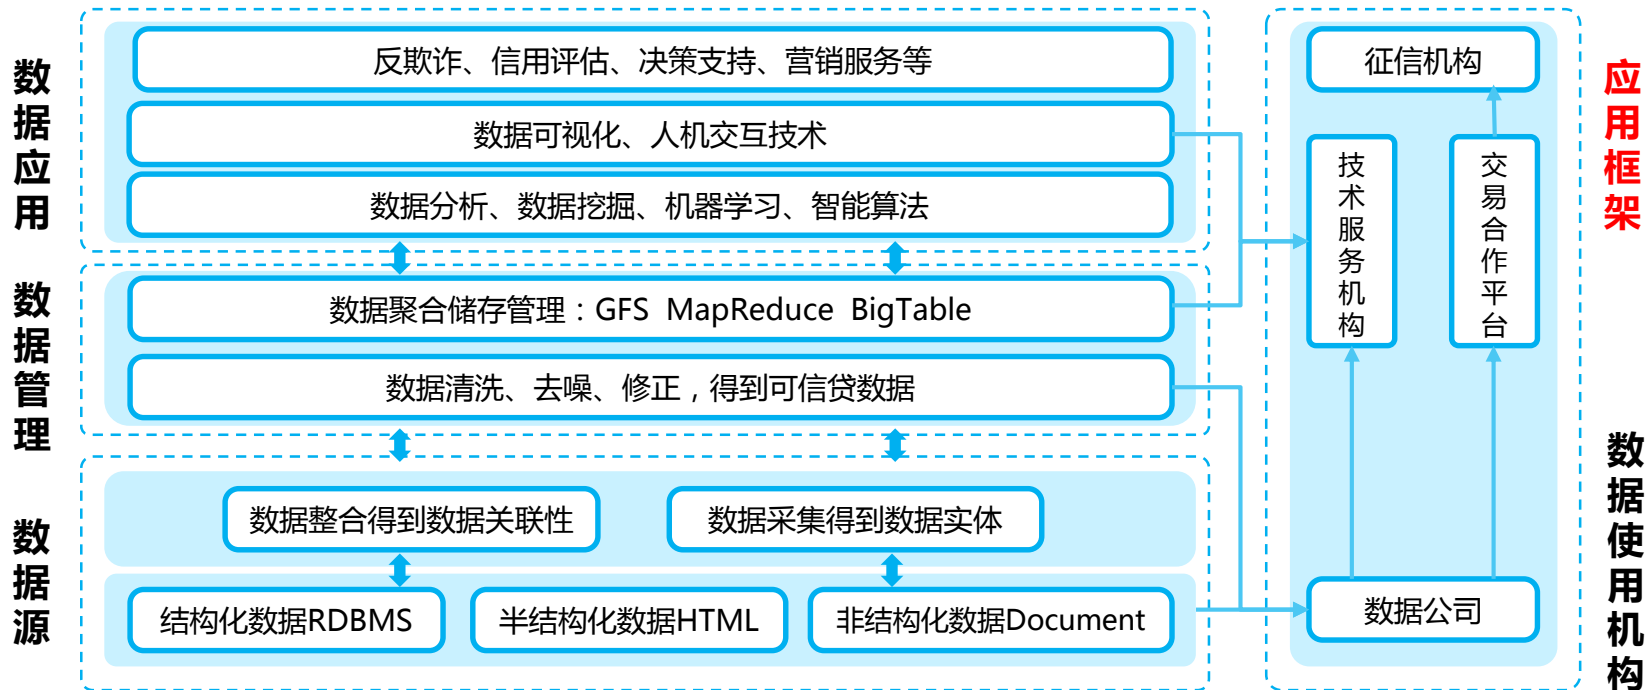 数据应用
反欺诈、信用评估、决策支持、营销服务等
数据可视化、人机交互技术
数据分析、数据挖掘、机器学习、智能算法
数据管理
数据聚合储存管理：GFS MapReduce BigTable
数据清洗、去噪、修正，得到可信贷数据
数据源
数据整合得到数据关联性
数据采集得到数据实体
结构化数据RDBMS
半结构化数据HTML
非结构化数据Document
征信机构
技术服务机构
交易合作平台
数据公司
应用框架
数据使用机构